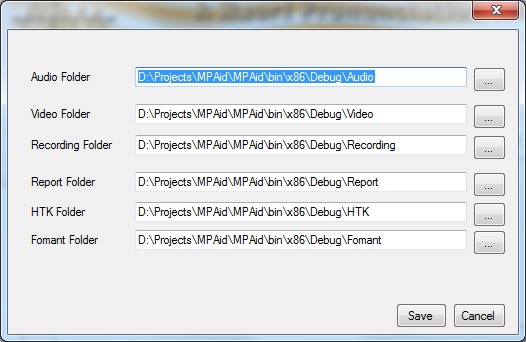 Audio Folder D:\Projects\MPAid\MPAid\bin\x86\Debug\Audio ...
Video Folder D:\Projects\MPAid\MPAid\bin\x86\Debug\Video ...
Recording Folder D:\Projects\MPAid\MPAid\bin\x86\Debug\Recording ...
Report Folder D:\Projects\MPAid\MPAid\bin\x86\Debug\Report ...
HTK Folder D:\Projects\MPAid\MPAid\bin\x86\Debug\HTK ...
Fomant Folder D:\Projects\MPAid\MPAid\bin\x86\Debug\Fomant ...
Save Cancel